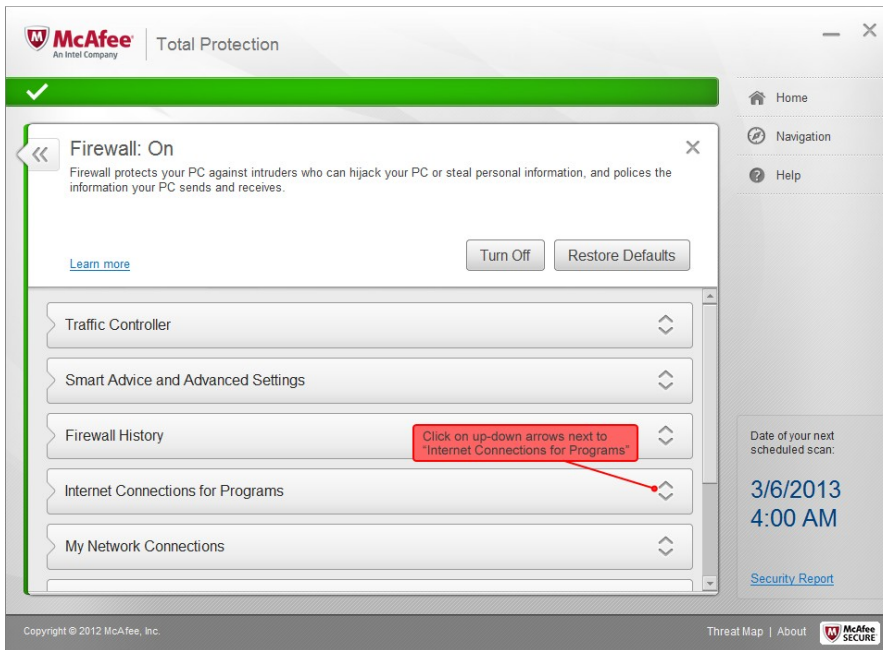 McAfee
An Intel Company
Total Protection
Home
Navigation
Help
Firewall: On
Firewall protects your PC against intruders who can hijack your PC or steal personal information, and polices the
information your PC sends and receives.
Learn more
Turn Off
Restore Defaults
Traffic Controller
Smart Advice and Advanced Settings
Firewall History
Click on up-down arrows next to
"Internet Connections for Programs"
Internet Connections for Programs
My Network Connections
Date of your next
scheduled scan:
3/6/2013
4:00 AM
Security Report
Copyright © 2012 McAfee, Inc.
Threat Map | About
McAfee
SECURE